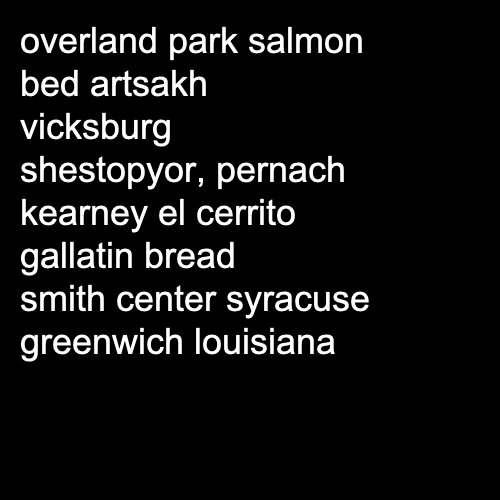 overland park salmon
bed artsakh
vicksburg
shestopyor, pernach
kearney el cerrito
gallatin bread
smith center syracuse
greenwich louisiana